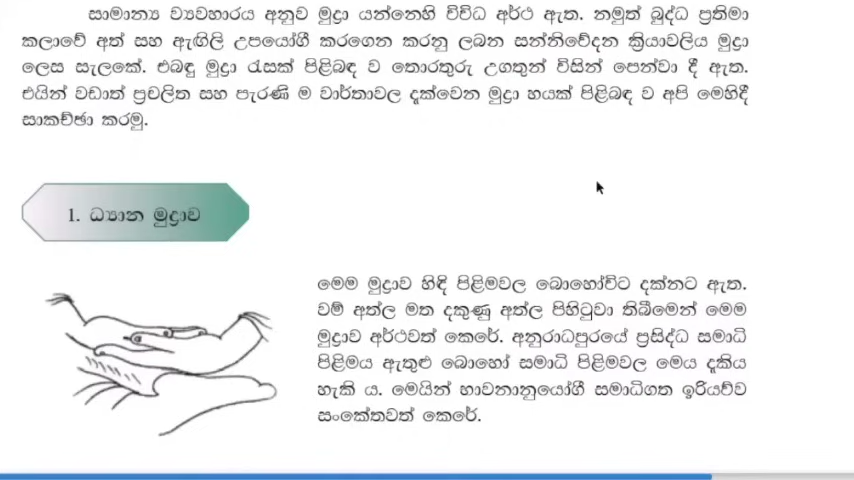 සාමාන්‍ය ව්‍යවහාරය අනුව මුද්‍රා යන්නෙහි විවිධ අර්ථ ඇත. නමුත් බුද්ධ ප්‍රතිමා
කලාවේ අත් සහ ඇඟිලි උපයෝගී කරගෙන කරනු ලබන සන්නිවේදන ක්‍රියාවලිය මුද්‍රා
ලෙස සැලකේ. එබඳු මුද්‍රා රැසක් පිළිබඳ ව තොරතුරු උගතුන් විසින් පෙන්වා දී ඇත.
එයින් වඩාත් ප්‍රචලිත සහ පැරණි ම වාර්තාවල දැක්වෙන මුද්‍රා හයක් පිළිබඳ ව අපි මෙහිදී
සාකච්ඡා කරමු.
1. ධ්‍යාන මුද්‍රාව
මෙම මුද්‍රාව හිඳි පිළිමවල බොහෝවිට දක්නට ඇත.
වම් අත්ල මත දකුණු අත්ල පිහිටුවා තිබීමෙන් මෙම
මුද්‍රාව අර්ථවත් කෙරේ. අනුරාධපුරයේ ප්‍රසිද්ධ සමාධි
පිළිමය ඇතුළු බොහෝ සමාධි පිළිමවල මෙය දැකිය
හැකි ය. මෙයින් භාවනානුයෝගී සමාධිගත ඉරියව්ව
සංකේතවත් කෙරේ.